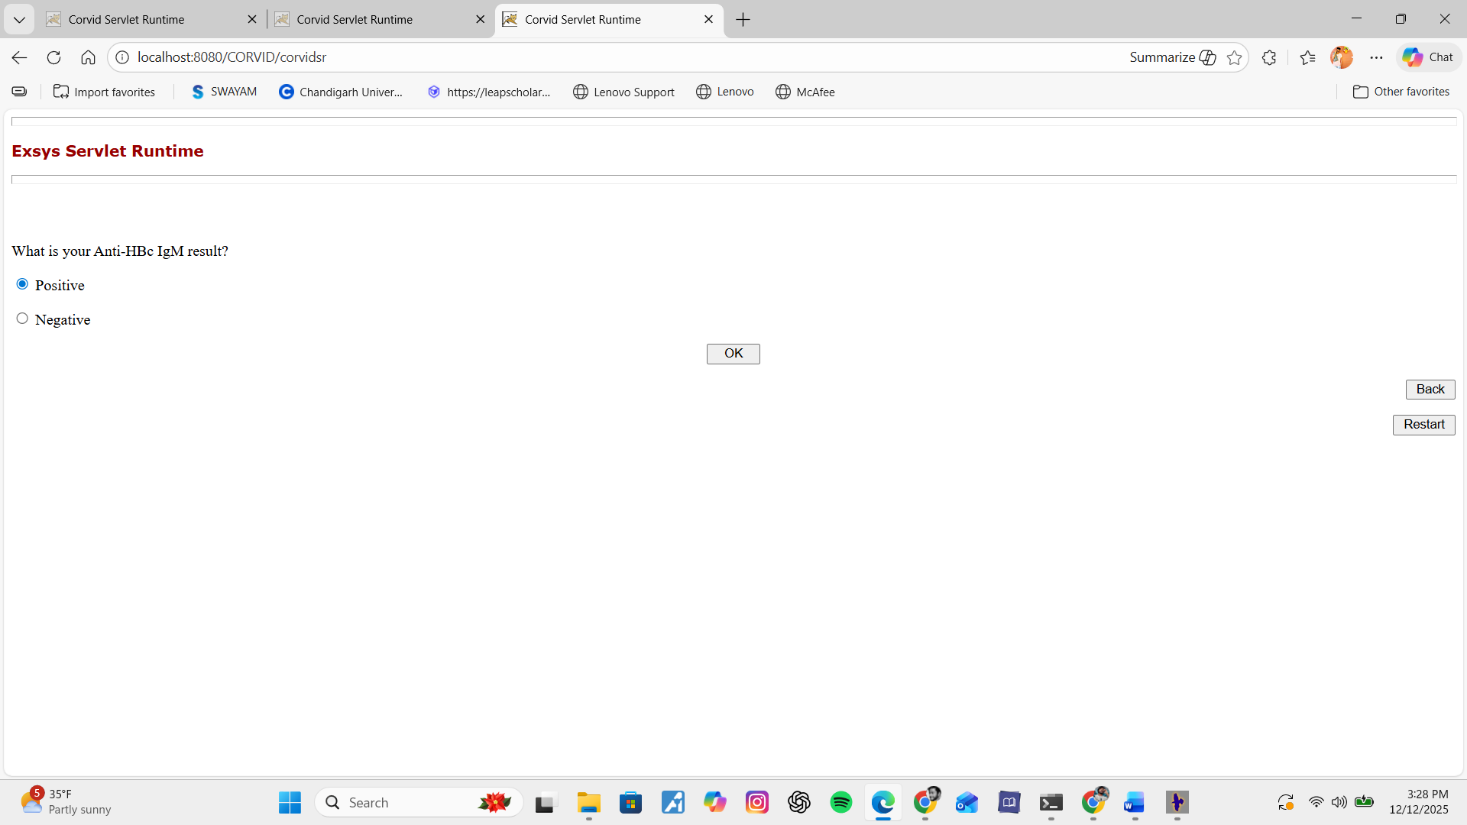 Corvid Servlet Runtime
Corvid Servlet Runtime
Corvid Servlet Runtime
localhost:8080/CORVID/corvidsr
Summarize
Chat
Import favorites
SWAYAM
Chandigarh Univer...
https://leapscholar...
Lenovo Support
Lenovo
McAfee
Other favorites
Exsys Servlet Runtime
What is your Anti-HBc IgM result?
Positive
Negative
OK
Back
Restart
5
35°F
Partly sunny
Search
3:28 PM
12/12/2025